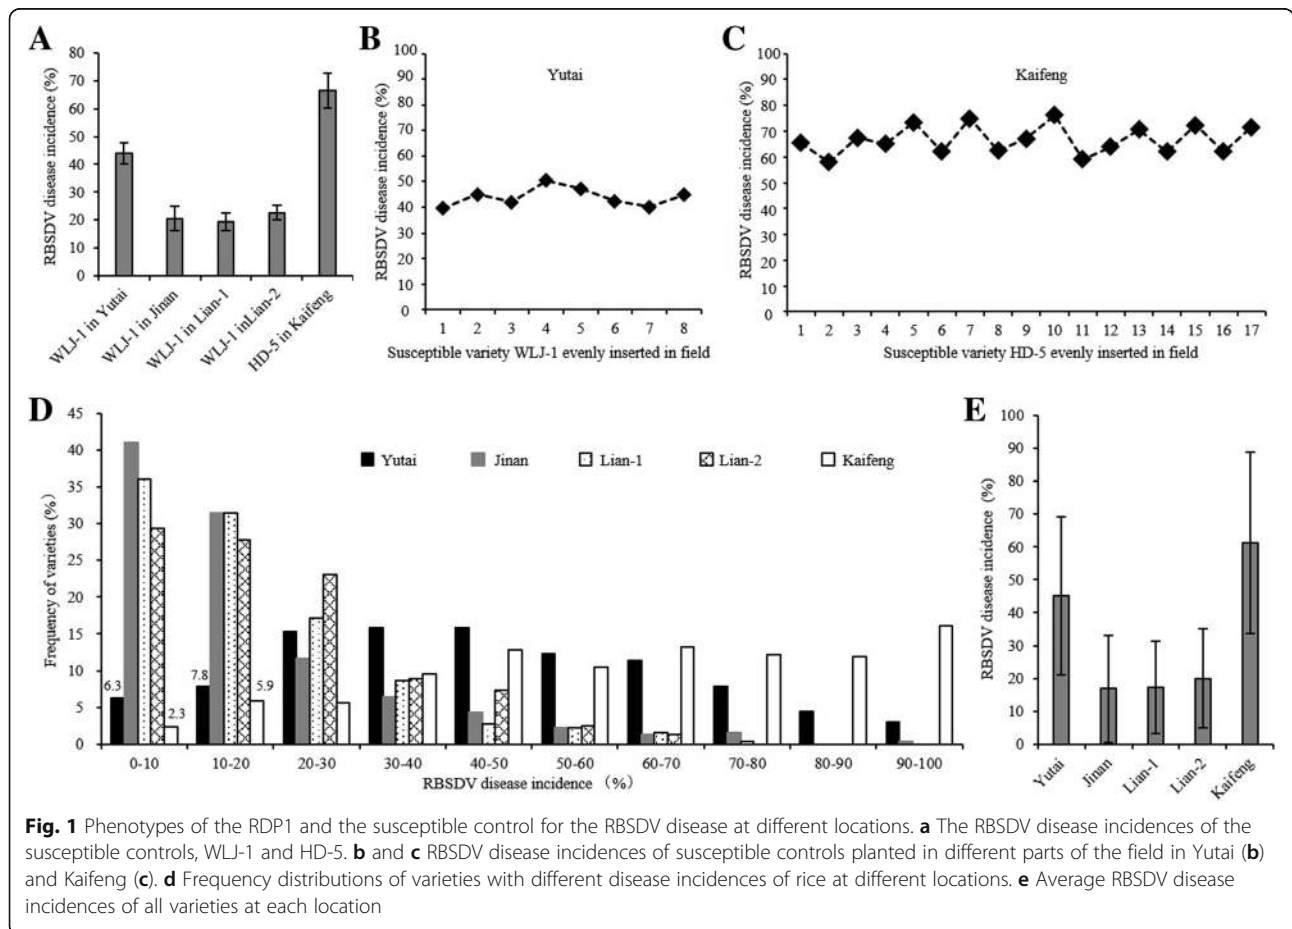 A
RBSDV disease incidence (%)
80
70
60
50
40
30
20
10
0
WLJ-1 in Yutai
WLJ-1 in Jinan
WLJ-1 in Lian-1
WLJ-1 inLian-2
HD-5 in Kaifeng
B
Yutai
RBSDV disease incidence (%)
100
90
80
70
60
50
40
30
20
10
0
1 2 3 4 5 6 7 8
Susceptible variety WLJ-1 evenly inserted in field
C
Kaifeng
RBSDV disease incidence (%)
100
90
80
70
60
50
40
30
20
10
0
1 2 3 4 5 6 7 8 9 10 11 12 13 14 15 16 17
Susceptible variety HD-5 evenly inserted in field
D
Frequency of varieties (%)
45
40
35
30
25
20
15
10
5
0
Yutai Jinan Lian-1 Lian-2 Kaifeng
6.3
2.3
7.8
5.9
0-10 10-20 20-30 30-40 40-50 50-60 60-70 70-80 80-90 90-100
RBSDV disease incidence (%)
E
RBSDV disease incidence (%)
100
90
80
70
60
50
40
30
20
10
0
Yutai
Jinan
Lian-1
Lian-2
Kaifeng
Fig. 1 Phenotypes of the RDP1 and the susceptible control for the RBSDV disease at different locations. a The RBSDV disease incidences of the
susceptible controls, WLJ-1 and HD-5. b and c RBSDV disease incidences of susceptible controls planted in different parts of the field in Yutai (b)
and Kaifeng (c). d Frequency distributions of varieties with different disease incidences of rice at different locations. e Average RBSDV disease
incidences of all varieties at each location